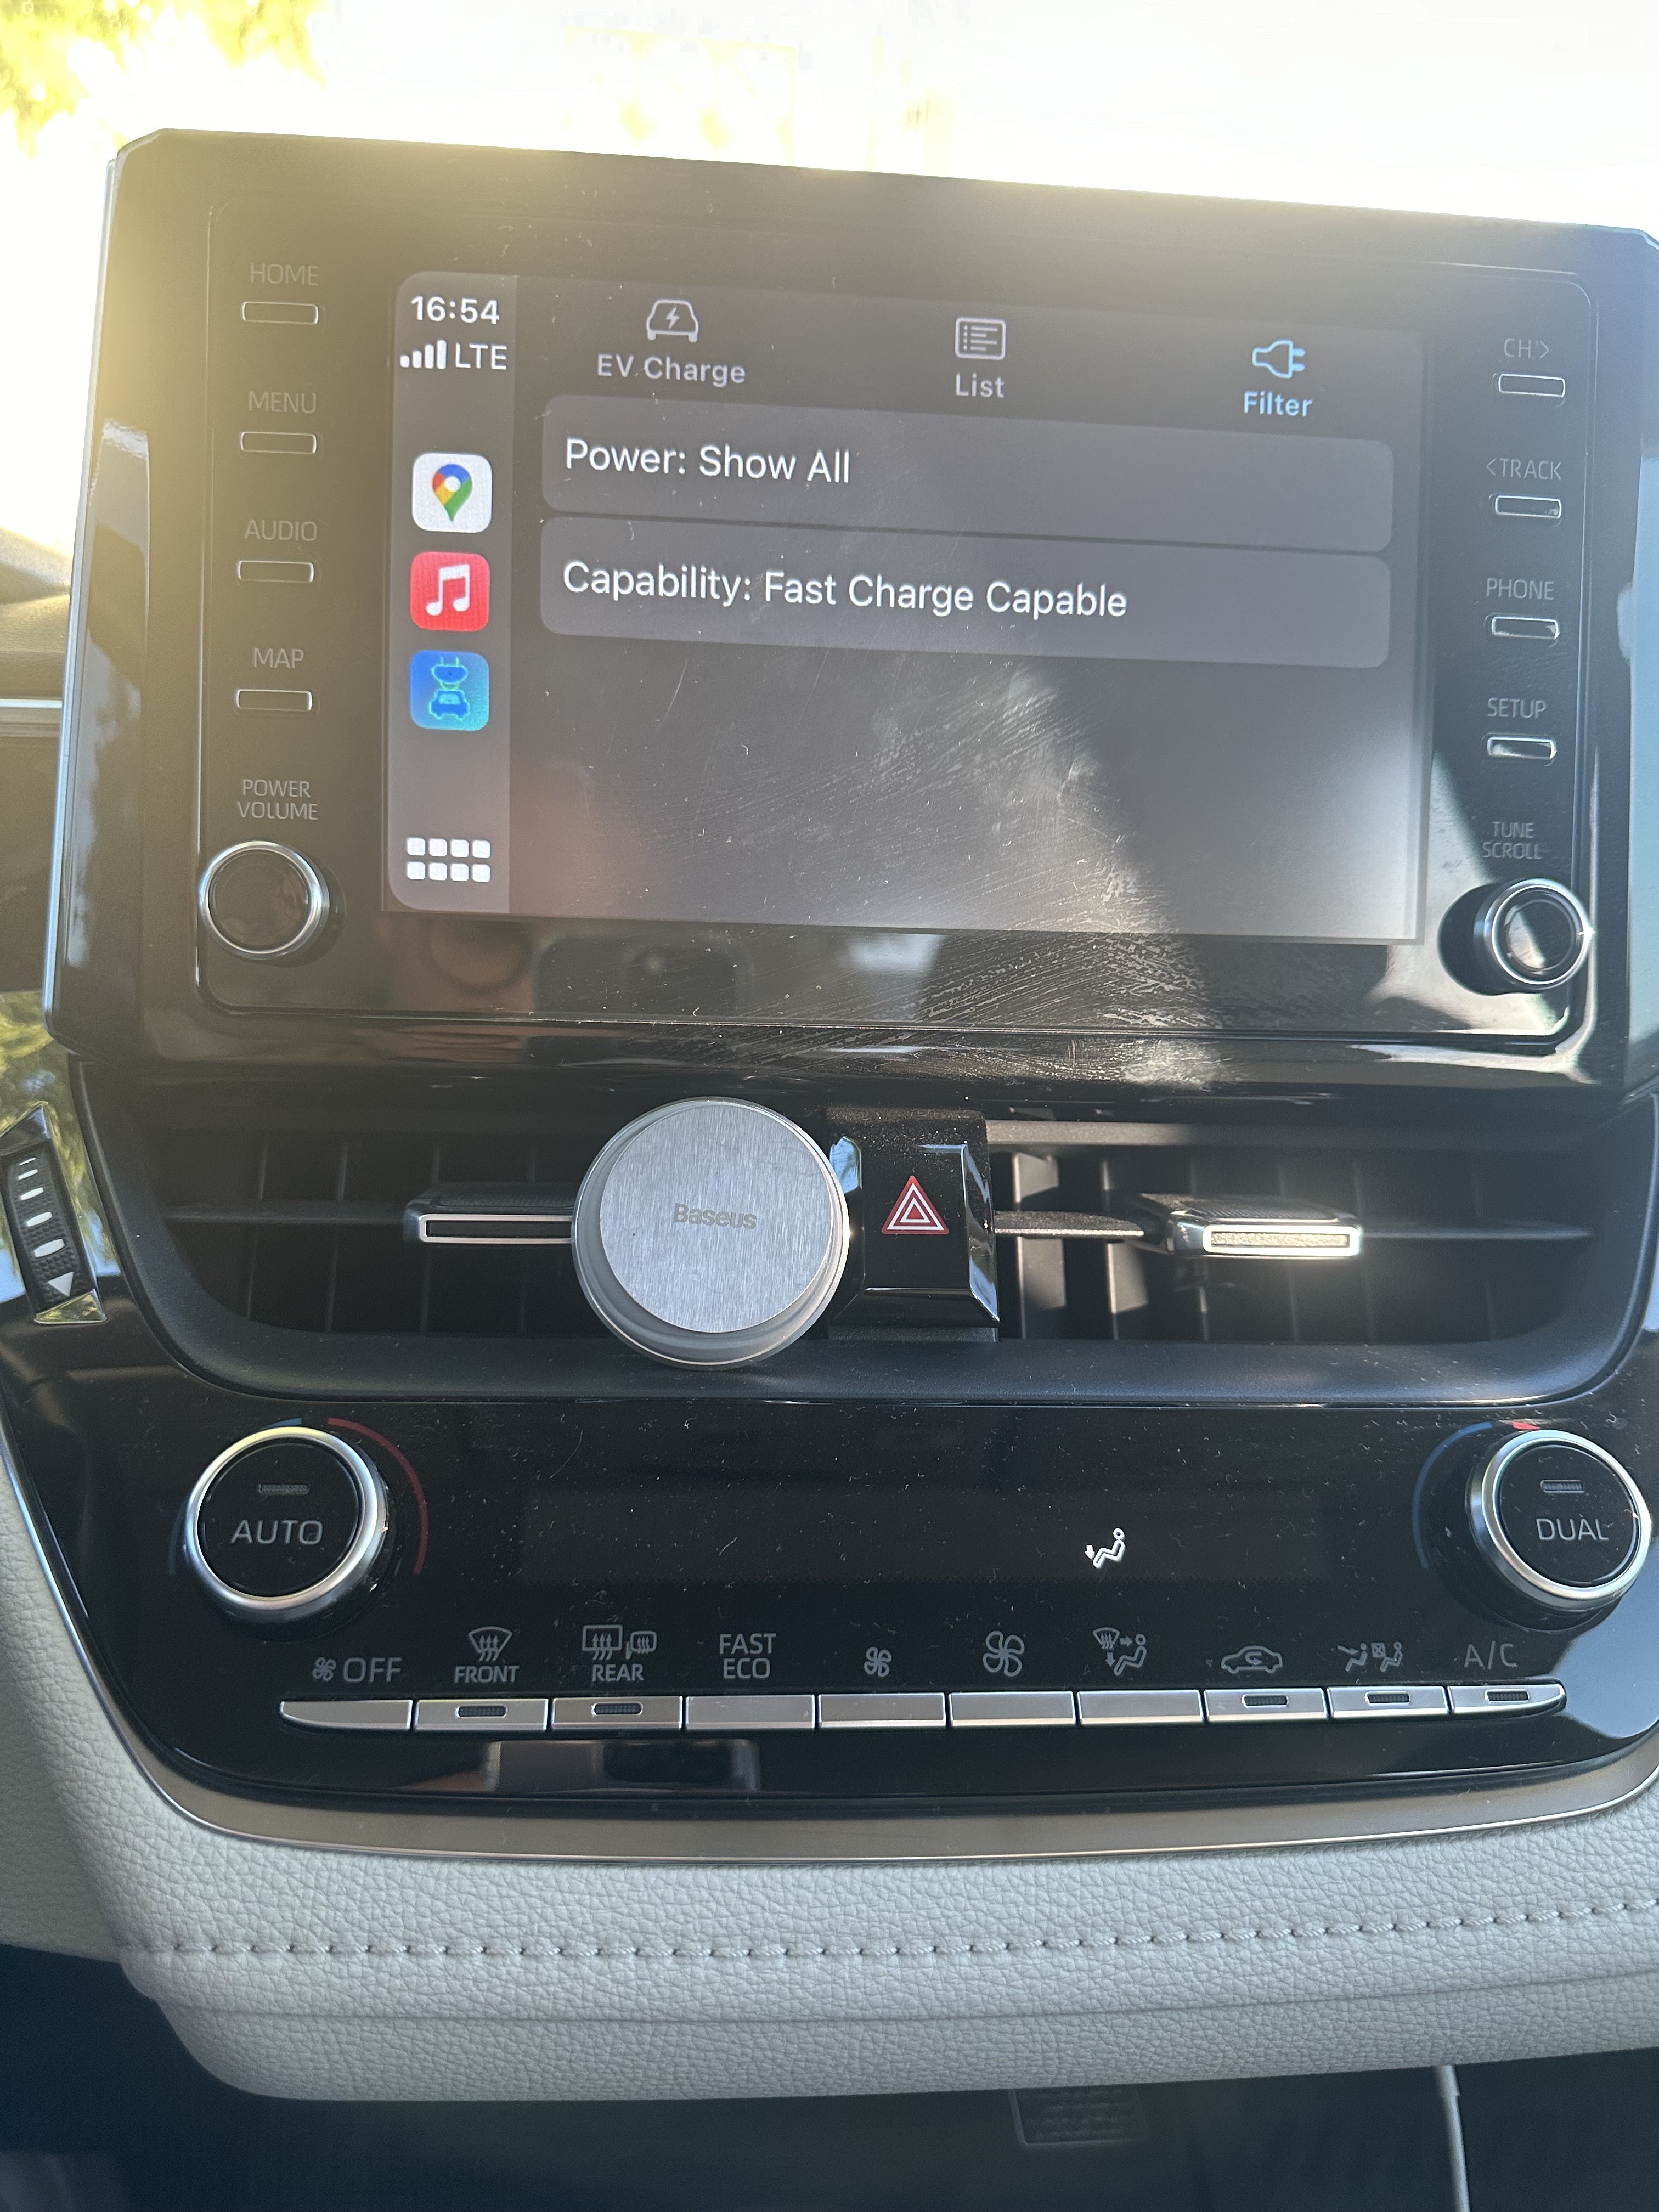 HOME
MENU
AUDIO
MAP
POWER
VOLUME
16:54
LTE
EV Charge
List
Filter
Power: Show All
Capability: Fast Charge Capable
CH >
< TRACK
PHONE
SETUP
TUNE
SCROLL
Baseus
AUTO
DUAL
OFF
FRONT
REAR
FAST
ECO
A/C